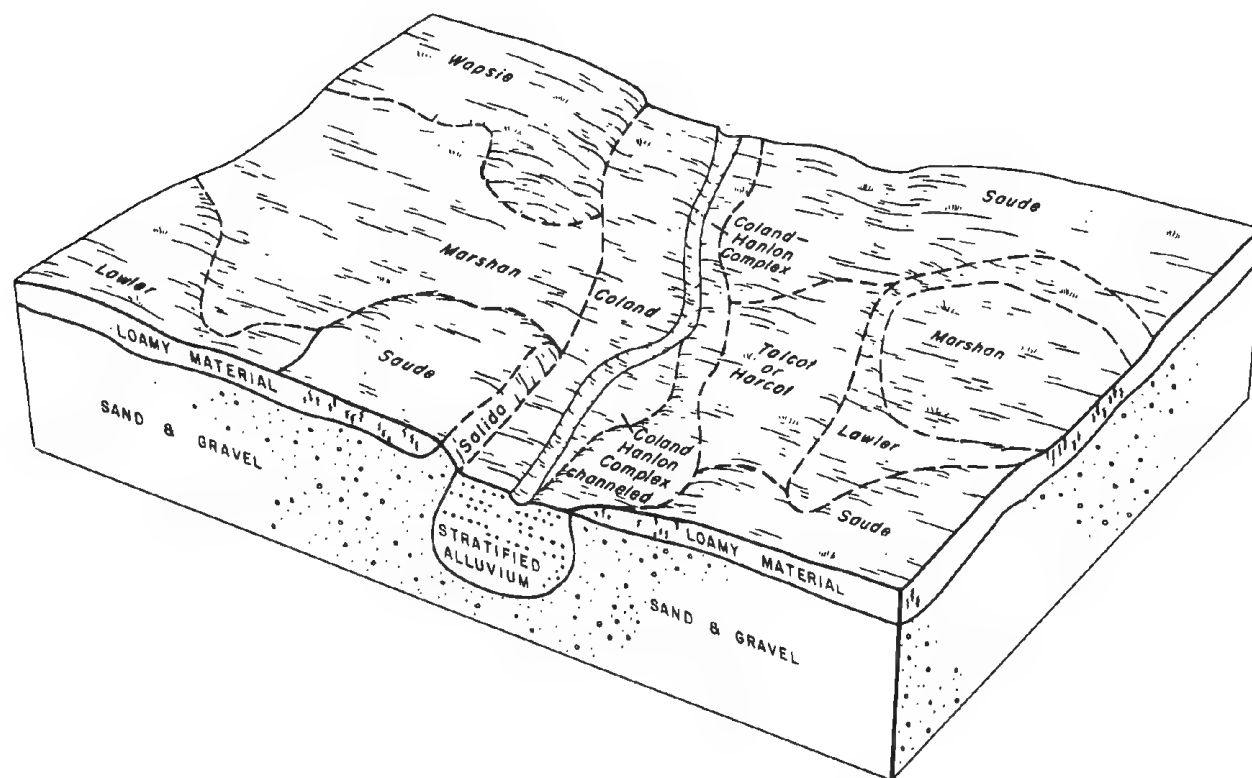 Wapsie
Saude
Coland-
Hanlon
Complex
Marshan
Lawler
Coland
Marshan
LOAMY MATERIAL
Saude
Talcot
or
Harcot
SAND & GRAVEL
Salida
Coland
Hanlon
Complex
channeled
Lawler
Saude
STRATIFIED
ALLUVIUM
LOAMY MATERIAL
SAND & GRAVEL